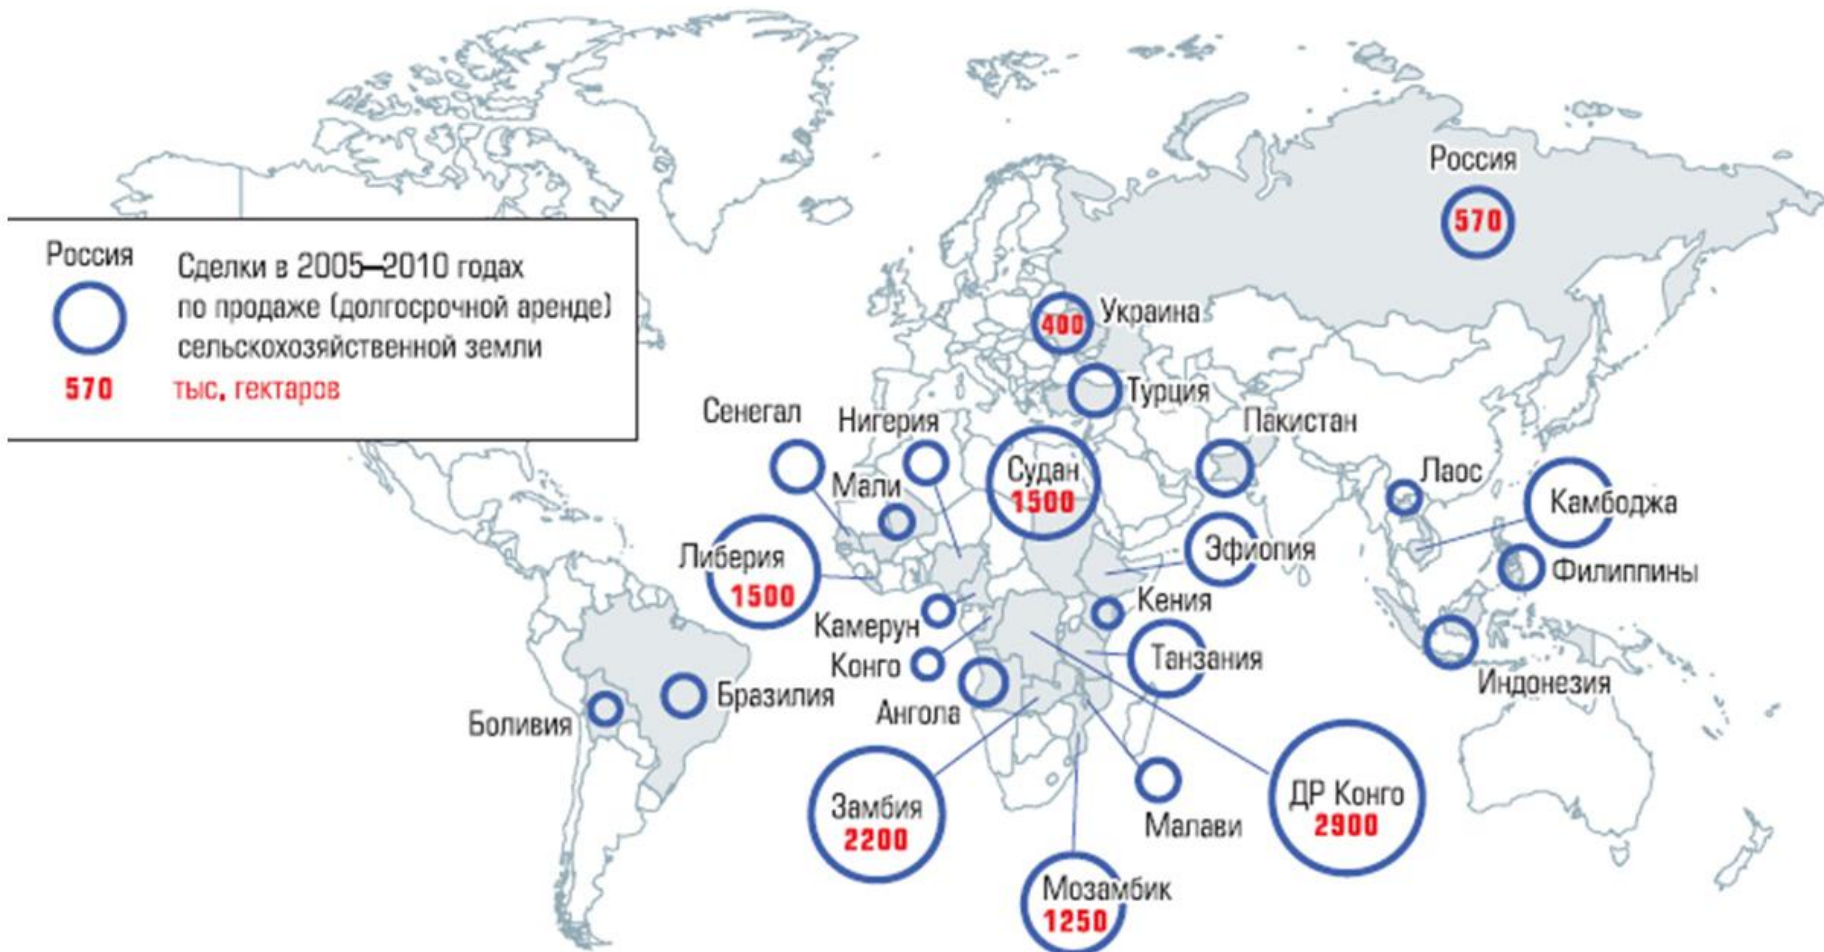 Россия
570
Россия
Сделки в 2005–2010 годах
по продаже (долгосрочной аренде)
сельскохозяйственной земли
570
тыс. гектаров
400
Украина
Турция
Сенегал
Нигерия
Пакистан
Судан
1500
Мали
Лаос
Камбоджа
Либерия
1500
Эфиопия
Филиппины
Кения
Камерун
Конго
Танзания
Индонезия
Бразилия
Ангола
Боливия
Замбия
2200
ДР Конго
2900
Малави
Мозамбик
1250